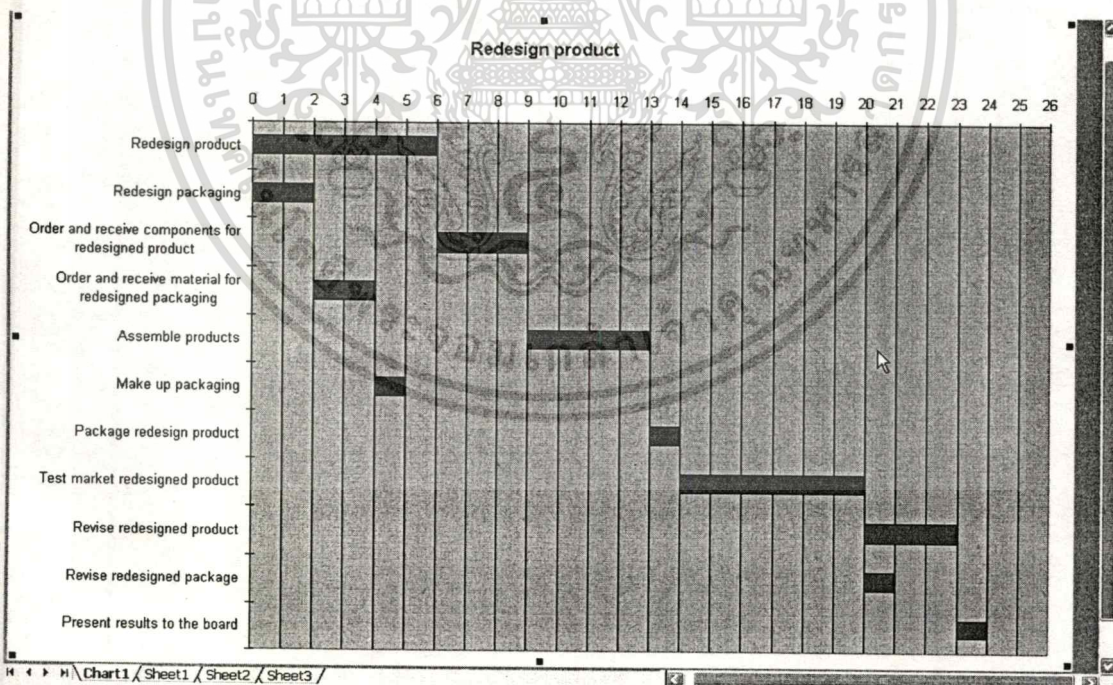 Redesign product
0 1 2 3 4 5 6 7 8 9 10 11 12 13 14 15 16 17 18 19 20 21 22 23 24 25 26
Redesign product
Redesign packaging
Order and receive components for
redesigned product
Order and receive material for
redesigned packaging
Assemble products
Make up packaging
Package redesign product
Test market redesigned product
Revise redesigned product
Revise redesigned package
Present results to the board
Chart1 / Sheet1 / Sheet2 / Sheet3 /